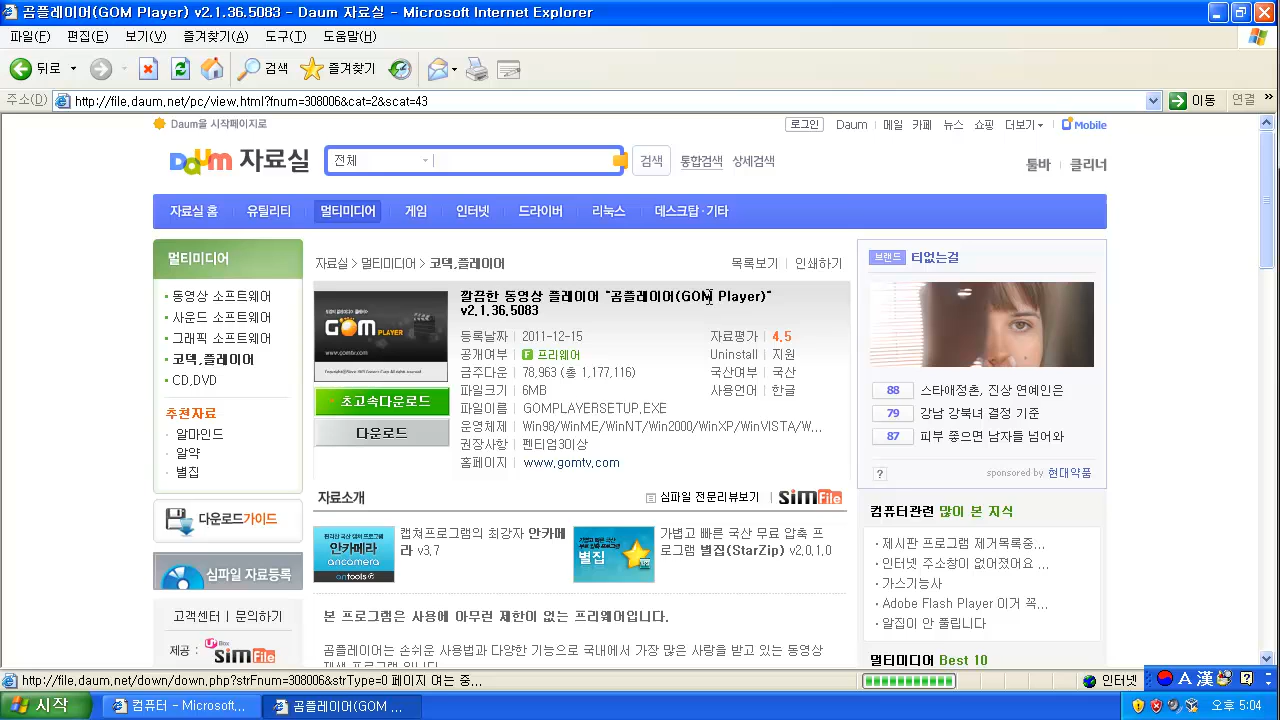 곰플레이어(GOM Player) v2.1.36.5083 - Daum 자료실 - Microsoft Internet Explorer
파일(F) 편집(E) 보기(V) 즐겨찾기(A) 도구(T) 도움말(H)
뒤로 검색 즐겨찾기
주소(D) http://file.daum.net/pc/view.html?fnum=308006&cat=2&scat=43 이동 연결 »
Daum을 시작페이지로 로그인 Daum 메일 카페 뉴스 쇼핑 더보기 Mobile
Daum 자료실 전체 검색 통합검색 상세검색 툴바 클리너
자료실 홈 유틸리티 멀티미디어 게임 인터넷 드라이버 리눅스 데스크탑·기타
멀티미디어
동영상 소프트웨어
사운드 소프트웨어
그래픽 소프트웨어
코덱,플레이어
CD,DVD
추천자료
알마인드
알약
별집
다운로드가이드
심파일 자료등록
고객센터 | 문의하기
제공 : U Box SimFile
자료실 > 멀티미디어 > 코덱,플레이어 목록보기 | 인쇄하기
깔끔한 동영상 플레이어 "곰플레이어(GOM Player)"
v2.1.36.5083
GOM PLAYER
www.gomtv.com
초고속다운로드
다운로드
등록날짜 | 2011-12-15 자료평가 | 4.5
공개여부 | F 프리웨어 Uninstall | 지원
금주다운 | 78,963 (총 1,177,116) 국산여부 | 국산
파일크기 | 6MB 사용언어 | 한글
파일이름 | GOMPLAYERSETUP.EXE
운영체제 | Win98/WinME/WinNT/Win2000/WinXP/WinVISTA/W...
권장사항 | 펜티엄3이상
홈페이지 | www.gomtv.com
자료소개 심파일 전문리뷰보기 | SimFile
안카메라
ancamera
antools
캡쳐프로그램의 최강자 안카메
라 v3.7
별집
가볍고 빠른 국산 무료 압축 프
로그램 별집(StarZip) v2.0.1.0
본 프로그램은 사용에 아무런 제한이 없는 프리웨어입니다.
곰플레이어는 손쉬운 사용법과 다양한 기능으로 국내에서 가장 많은 사랑을 받고 있는 동영상
재생 프로그램 입니다.
브랜드 티없는걸
88 스타애정촌, 진상 연예인은
79 강남 강북녀 결정 기준
87 피부 좋으면 남자들 넘어와
? sponsored by 현대약품
컴퓨터관련 많이 본 지식
제시판 프로그램 제거목록중...
인터넷 주소창이 없어졌어요 ...
가스기능사
Adobe Flash Player 이거 꼭...
알집이 안 풀립니다
멀티미디어 Best 10
http://file.daum.net/down/down.php?strFnum=308006&strType=0 페이지 여는 중... 인터넷 A 漢
시작 컴퓨터 - Microsoft... 곰플레이어(GOM ... 오후 5:04